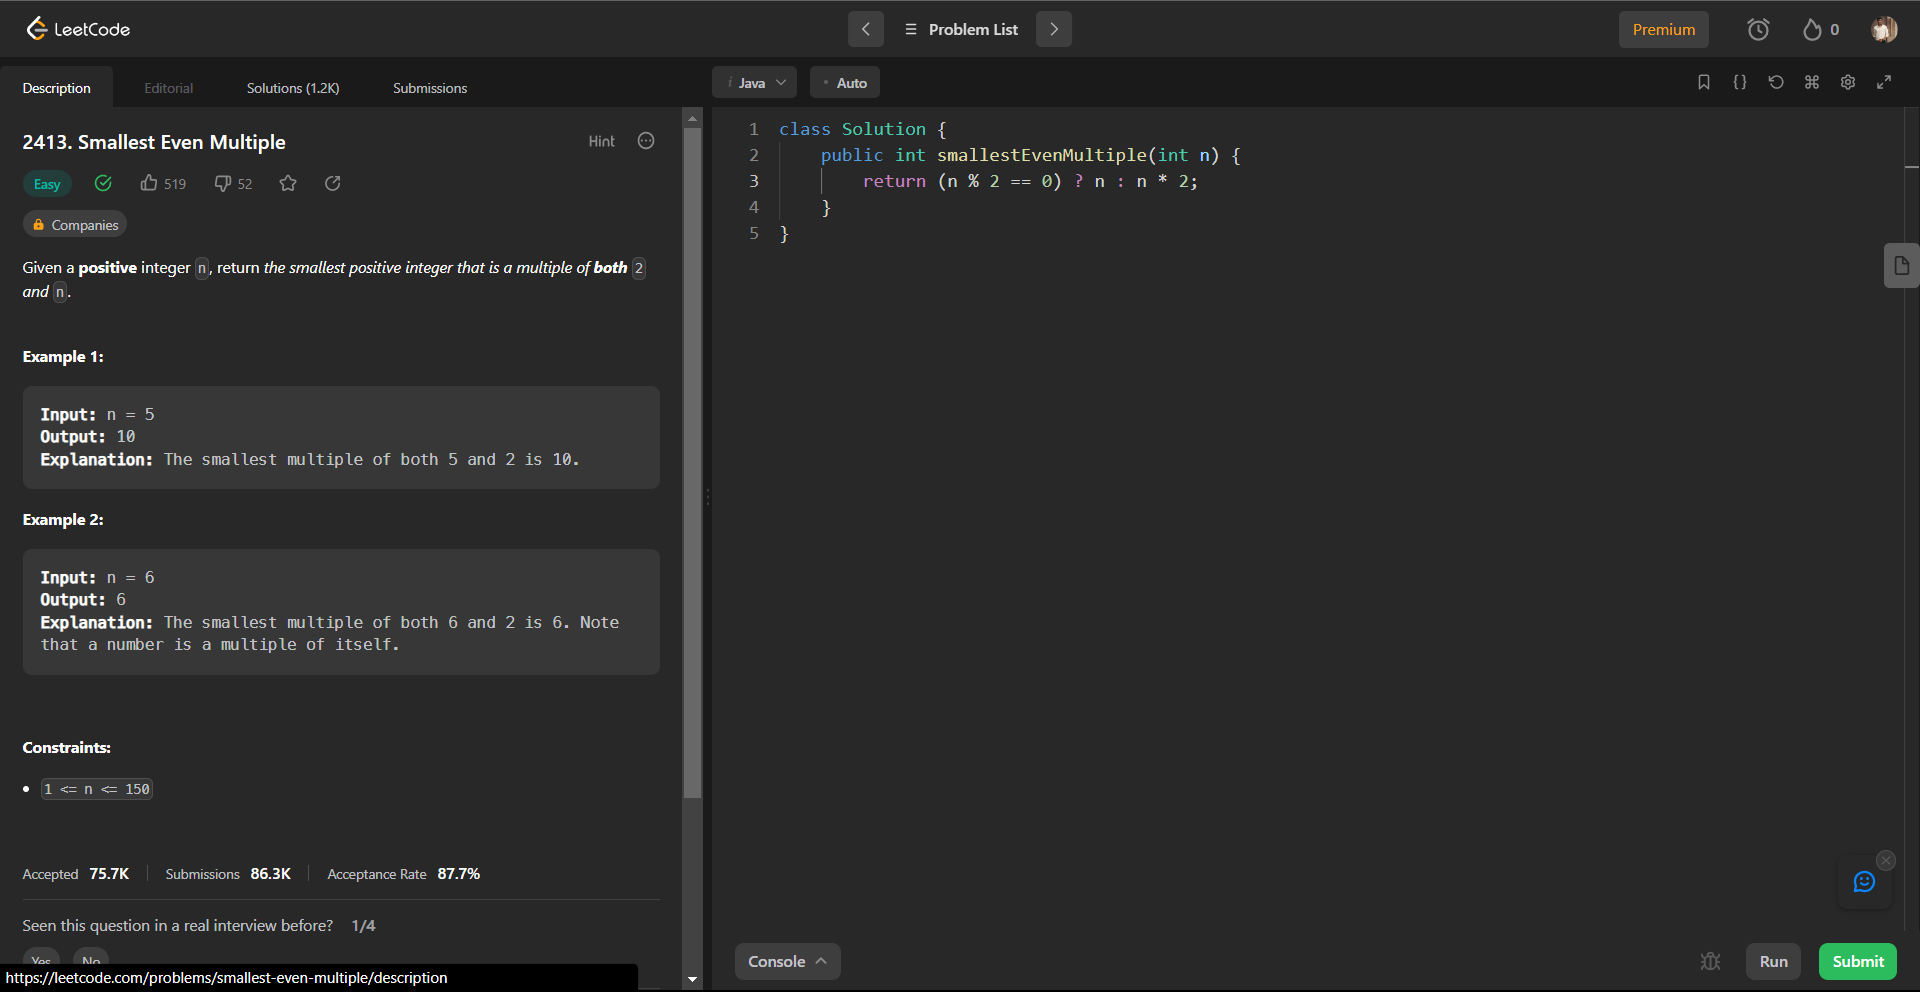 LeetCode
Problem List
Premium
0
Description
Editorial
Solutions (1.2K)
Submissions
i Java
Auto
2413. Smallest Even Multiple
Hint
Easy
519
52
Companies
Given a positive integer n, return the smallest positive integer that is a multiple of both 2
and n.
Example 1:
Input: n = 5
Output: 10
Explanation: The smallest multiple of both 5 and 2 is 10.
Example 2:
Input: n = 6
Output: 6
Explanation: The smallest multiple of both 6 and 2 is 6. Note
that a number is a multiple of itself.
Constraints:
1 <= n <= 150
Accepted 75.7K
Submissions 86.3K
Acceptance Rate 87.7%
Seen this question in a real interview before? 1/4
Yes
No
https://leetcode.com/problems/smallest-even-multiple/description
1 class Solution {
2 public int smallestEvenMultiple(int n) {
3 return (n % 2 == 0) ? n : n * 2;
4 }
5 }
Console
Run
Submit